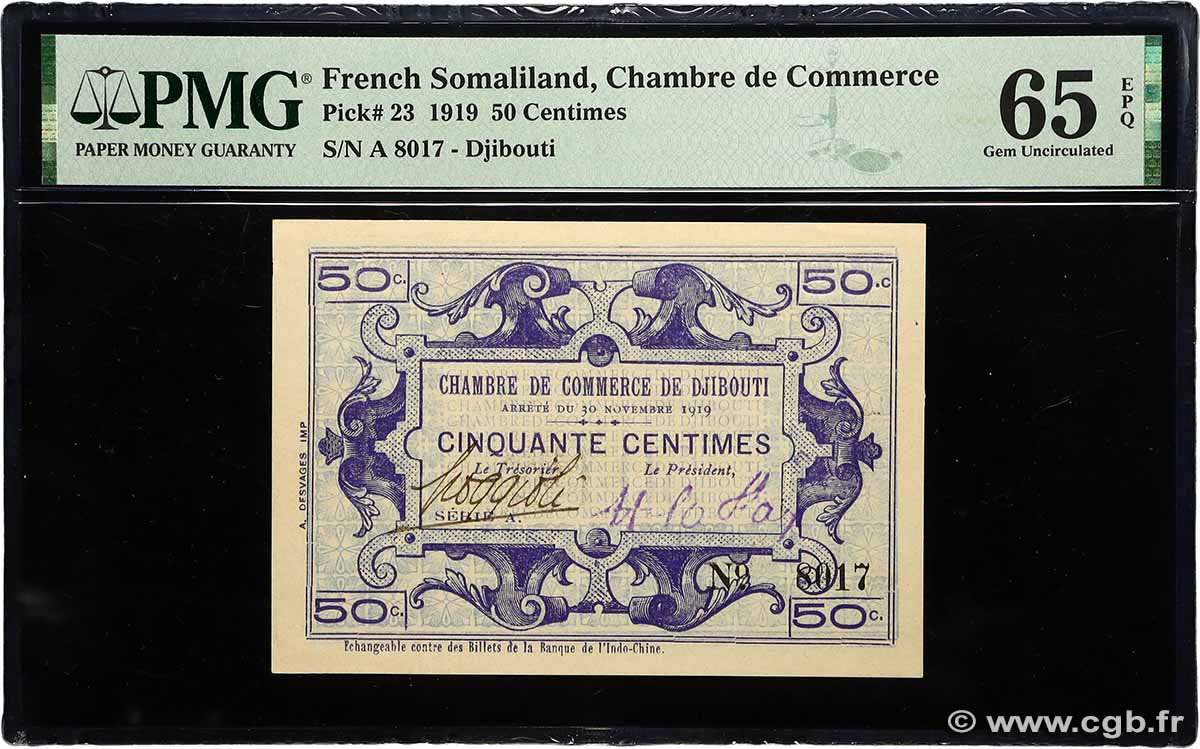 PMG®
PAPER MONEY GUARANTY
French Somaliland, Chambre de Commerce
Pick# 23 1919 50 Centimes
S/N A 8017 - Djibouti
65
EPQ
Gem Uncirculated
50 C.
50 .C
CHAMBRE DE COMMERCE DE DJIBOUTI
ARRÊTÉ DU 30 NOVEMBRE 1919
CINQUANTE CENTIMES
Le Trésorier, Le Président,
SÉRIE A.
Nº 8017
50 C.
50 C.
A. DESVAGES IMP
Echangeable contre des Billets de la Banque de l'Indo-Chine.
© www.cgb.fr